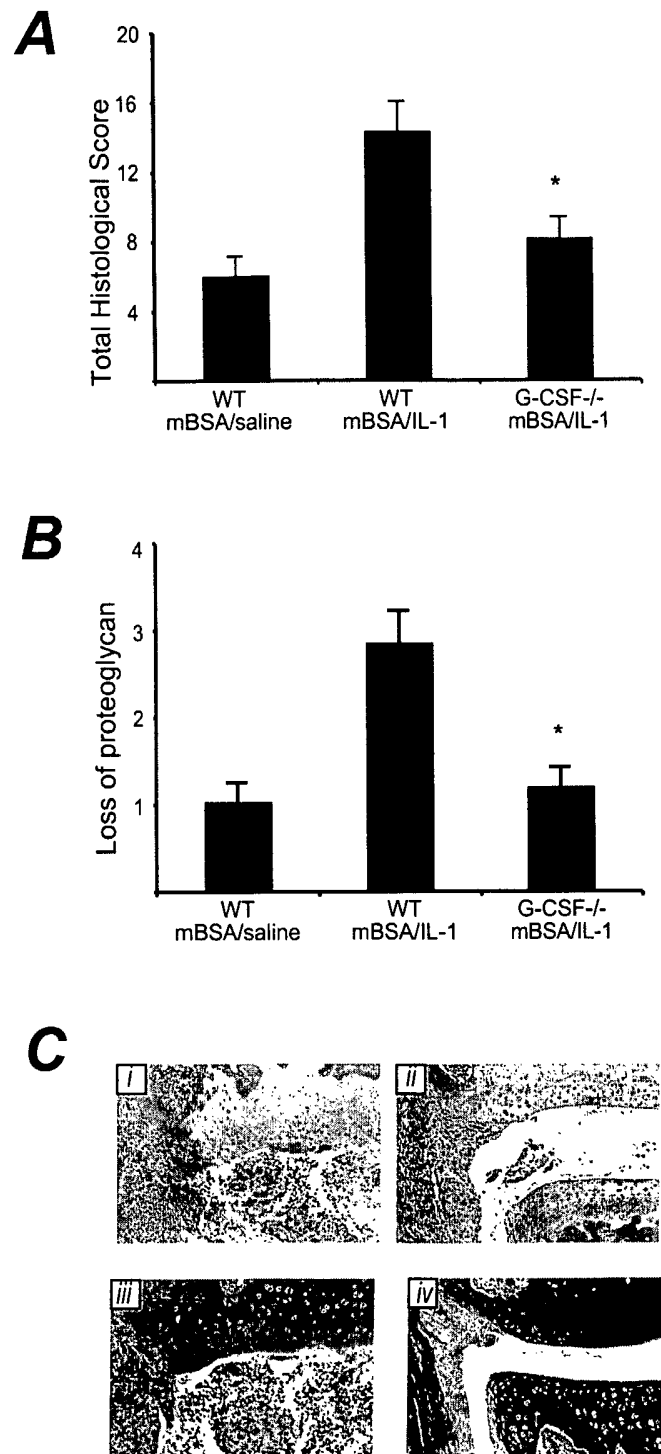 A
Total Histological Score
20
16
12
8
4
*
WT
mBSA/saline
WT
mBSA/IL-1
G-CSF-/-
mBSA/IL-1
B
Loss of proteoglycan
4
3
2
1
*
WT
mBSA/saline
WT
mBSA/IL-1
G-CSF-/-
mBSA/IL-1
C
i
ii
iii
iv